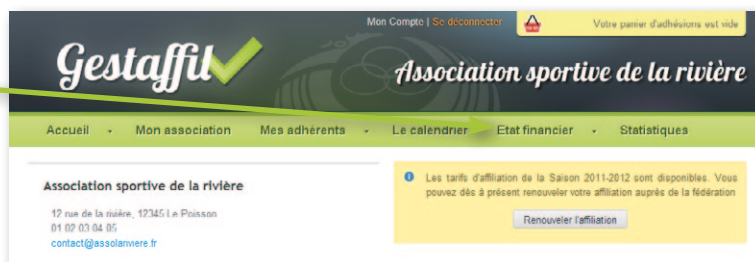 Mon Compte | Se déconnecter
Votre panier d'adhésions est vide
Gestaffil
Association sportive de la rivière
Accueil
Mon association
Mes adhérents
Le calendrier
Etat financier
Statistiques
Association sportive de la rivière
12 rue de la rivière, 12345 Le Poisson
01 02 03 04 05
contact@assolariviere.fr
Les tarifs d'affiliation de la Saison 2011-2012 sont disponibles. Vous
pouvez dès à présent renouveler votre affiliation auprès de la fédération
Renouveler l'affiliation